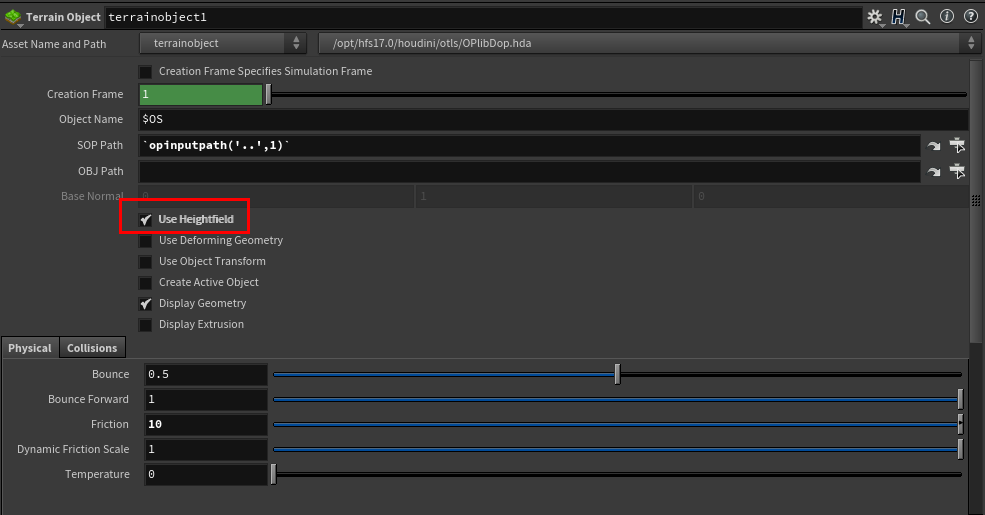 Terrain Object terrainobject1
Asset Name and Path terrainobject /opt/hfs17.0/houdini/otls/OPlibDop.hda
Creation Frame Specifies Simulation Frame
Creation Frame 1
Object Name $OS
SOP Path `opinputpath('..',1)`
OBJ Path
Base Normal 0 1 0
Use Heightfield
Use Deforming Geometry
Use Object Transform
Create Active Object
Display Geometry
Display Extrusion
Physical Collisions
Bounce 0.5
Bounce Forward 1
Friction 10
Dynamic Friction Scale 1
Temperature 0